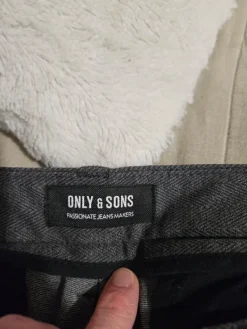 ONLY & SONS
PASSIONATE JEANS MAKERS